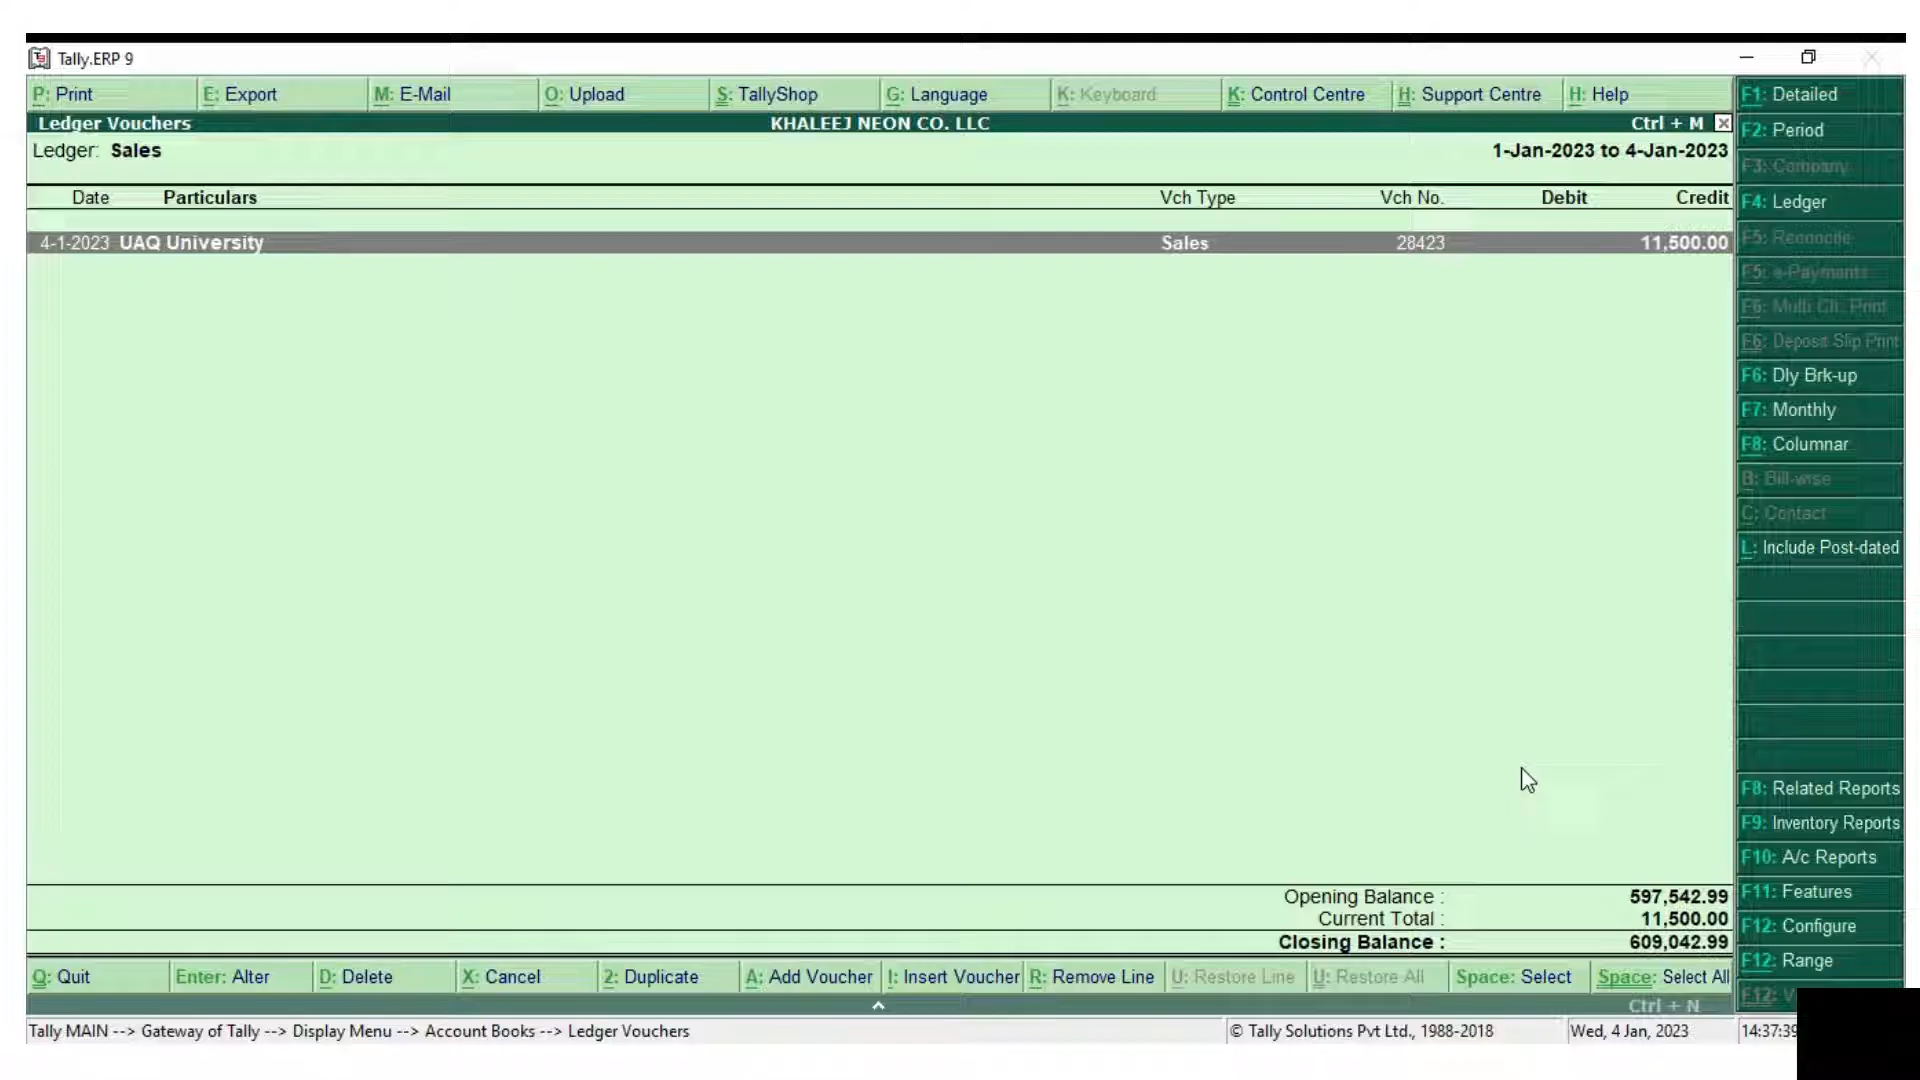 Tally.ERP 9
P: Print E: Export M: E-Mail O: Upload S: TallyShop G: Language K: Keyboard K: Control Centre H: Support Centre H: Help
Ledger Vouchers KHALEEJ NEON CO. LLC Ctrl + M
Ledger: Sales 1-Jan-2023 to 4-Jan-2023
Date Particulars Vch Type Vch No. Debit Credit
4-1-2023 UAQ University Sales 28423 11,500.00
Opening Balance : 597,542.99
Current Total : 11,500.00
Closing Balance : 609,042.99
Q: Quit Enter: Alter D: Delete X: Cancel 2: Duplicate A: Add Voucher I: Insert Voucher R: Remove Line U: Restore Line U: Restore All Space: Select Space: Select All
Ctrl + N
Tally MAIN --> Gateway of Tally --> Display Menu --> Account Books --> Ledger Vouchers © Tally Solutions Pvt Ltd., 1988-2018 Wed, 4 Jan, 2023 14:37:39
F1: Detailed
F2: Period
F3: Company
F4: Ledger
F5: Reconcile
F5: e-Payments
F6: Multi Ch. Print
F6: Deposit Slip Print
F6: Dly Brk-up
F7: Monthly
F8: Columnar
B: Bill-wise
C: Contact
L: Include Post-dated
F8: Related Reports
F9: Inventory Reports
F10: A/c Reports
F11: Features
F12: Configure
F12: Range
F12: